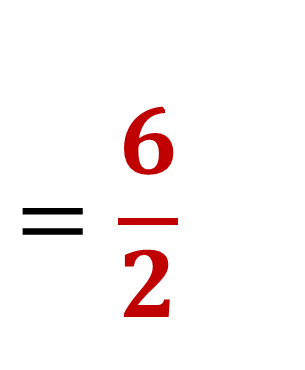 = 6/2